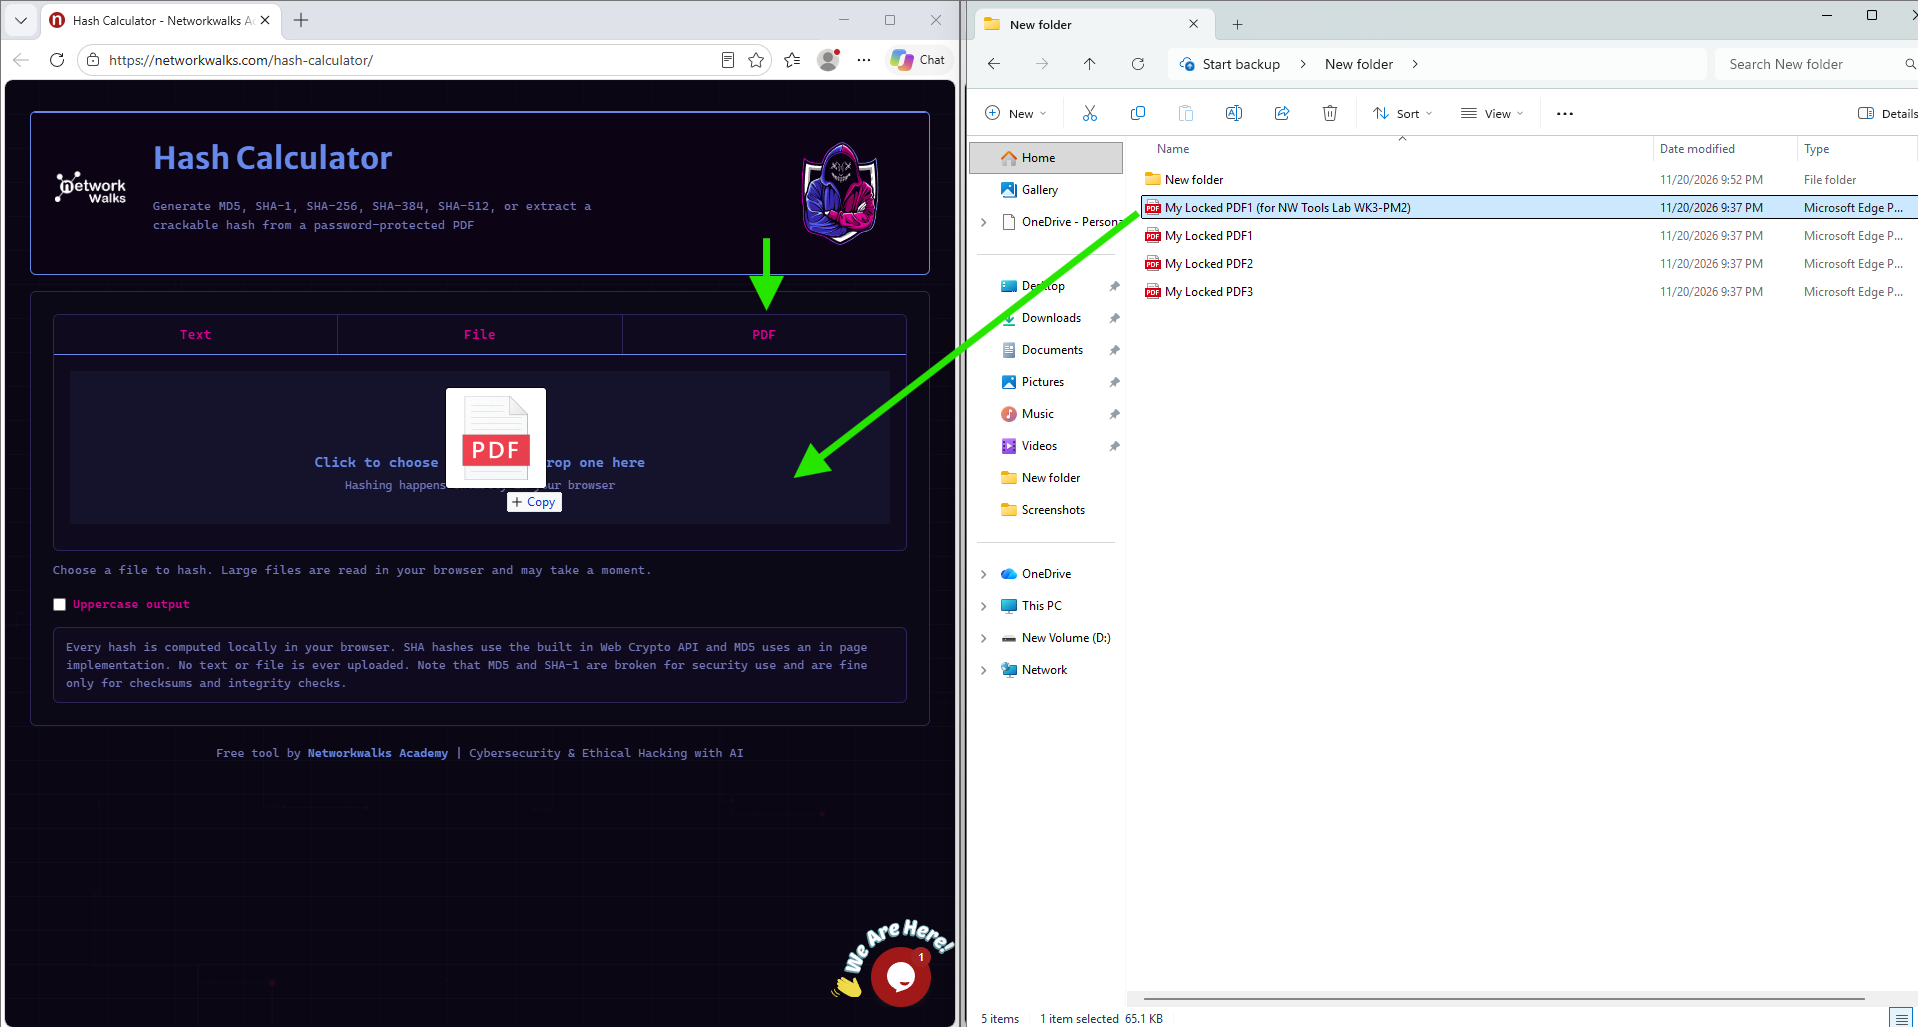 Hash Calculator - Networkwalks Ac
https://networkwalks.com/hash-calculator/
Chat
network
Walks
Hash Calculator
Generate MD5, SHA-1, SHA-256, SHA-384, SHA-512, or extract a
crackable hash from a password-protected PDF
Text
File
PDF
PDF
Click to choose
rop one here
Hashing happens
your browser
+ Copy
Choose a file to hash. Large files are read in your browser and may take a moment.
Uppercase output
Every hash is computed locally in your browser. SHA hashes use the built in Web Crypto API and MD5 uses an in page
implementation. No text or file is ever uploaded. Note that MD5 and SHA-1 are broken for security use and are fine
only for checksums and integrity checks.
Free tool by Networkwalks Academy | Cybersecurity & Ethical Hacking with AI
We Are Here!
1
New folder
Start backup
New folder
Search New folder
New
Sort
View
Details
Home
Gallery
OneDrive - Persona
Desktop
Downloads
Documents
Pictures
Music
Videos
New folder
Screenshots
OneDrive
This PC
New Volume (D:)
Network
Name Date modified Type
New folder 11/20/2026 9:52 PM File folder
PDF My Locked PDF1 (for NW Tools Lab WK3-PM2) 11/20/2026 9:37 PM Microsoft Edge P...
PDF My Locked PDF1 11/20/2026 9:37 PM Microsoft Edge P...
PDF My Locked PDF2 11/20/2026 9:37 PM Microsoft Edge P...
PDF My Locked PDF3 11/20/2026 9:37 PM Microsoft Edge P...
5 items 1 item selected 65.1 KB